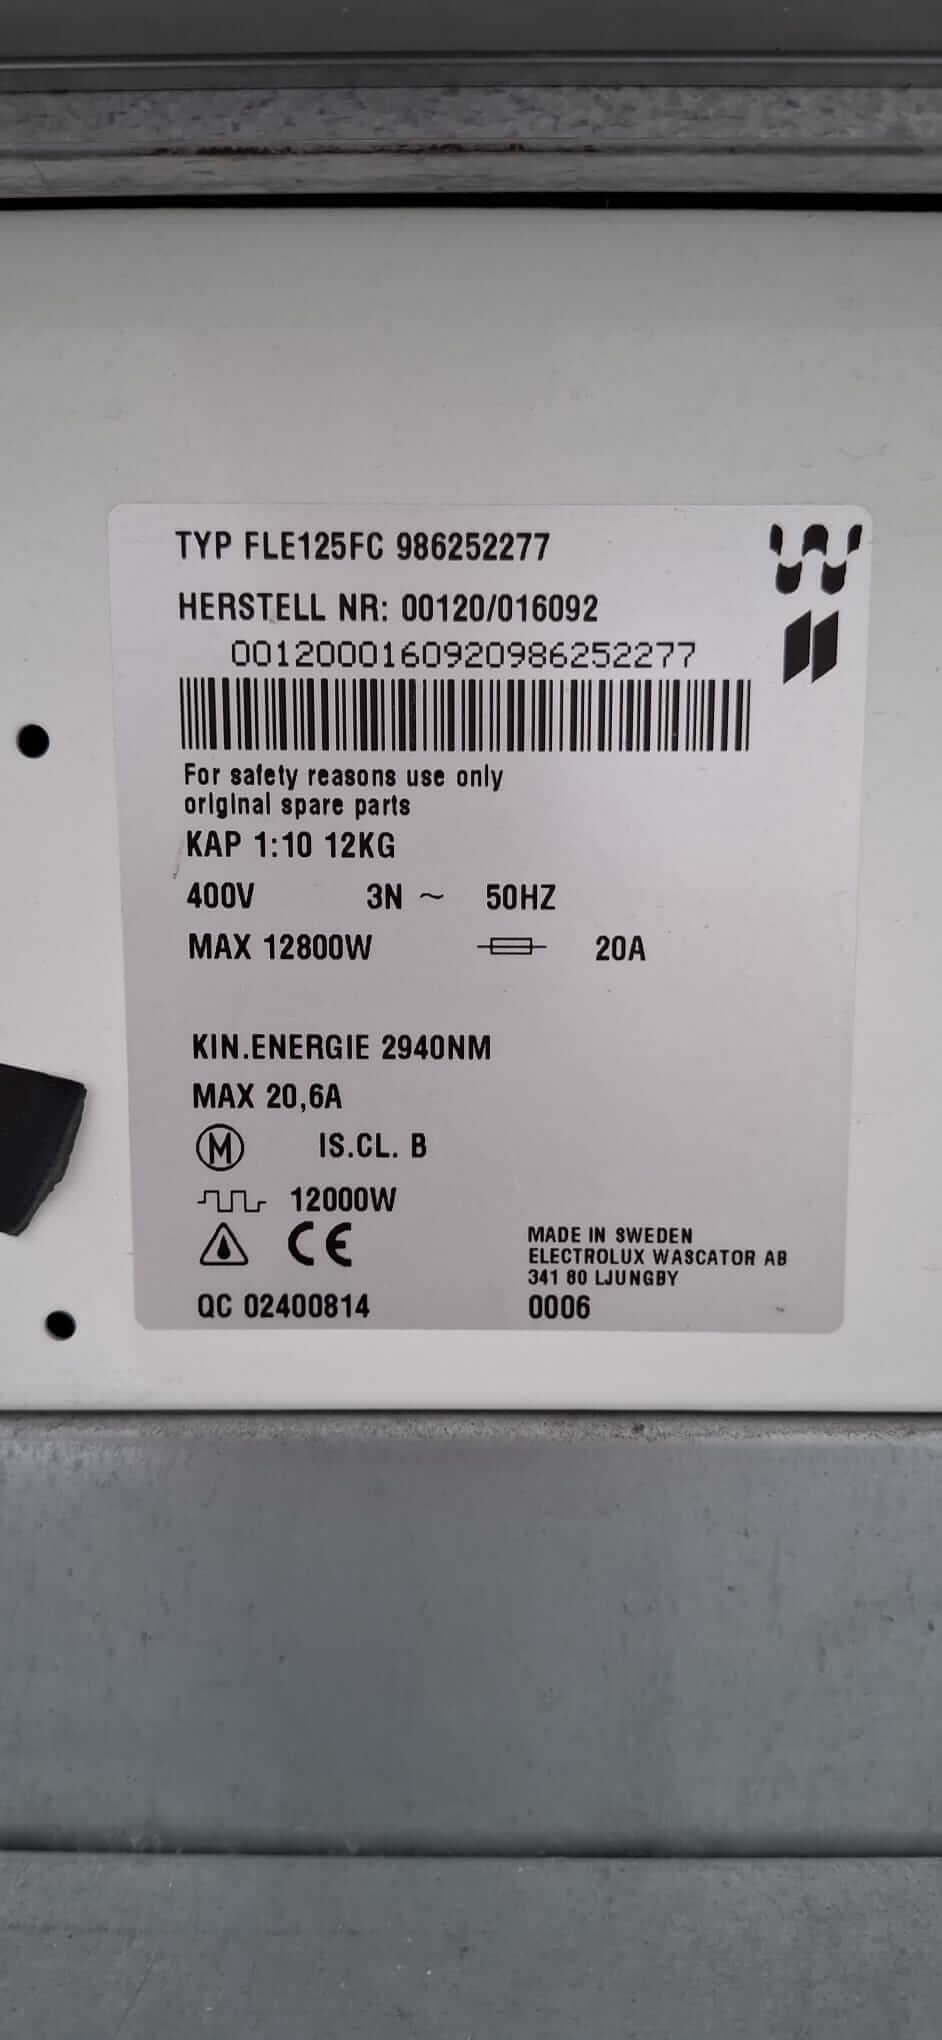 TYP FLE125FC 986252277
HERSTELL NR: 00120/016092
0012000160920986252277
For safety reasons use only
original spare parts
KAP 1:10 12KG
400V 3N ~ 50HZ
MAX 12800W 20A
KIN.ENERGIE 2940NM
MAX 20,6A
M IS.CL. B
12000W
CE
MADE IN SWEDEN
ELECTROLUX WASCATOR AB
341 80 LJUNGBY
QC 02400814 0006